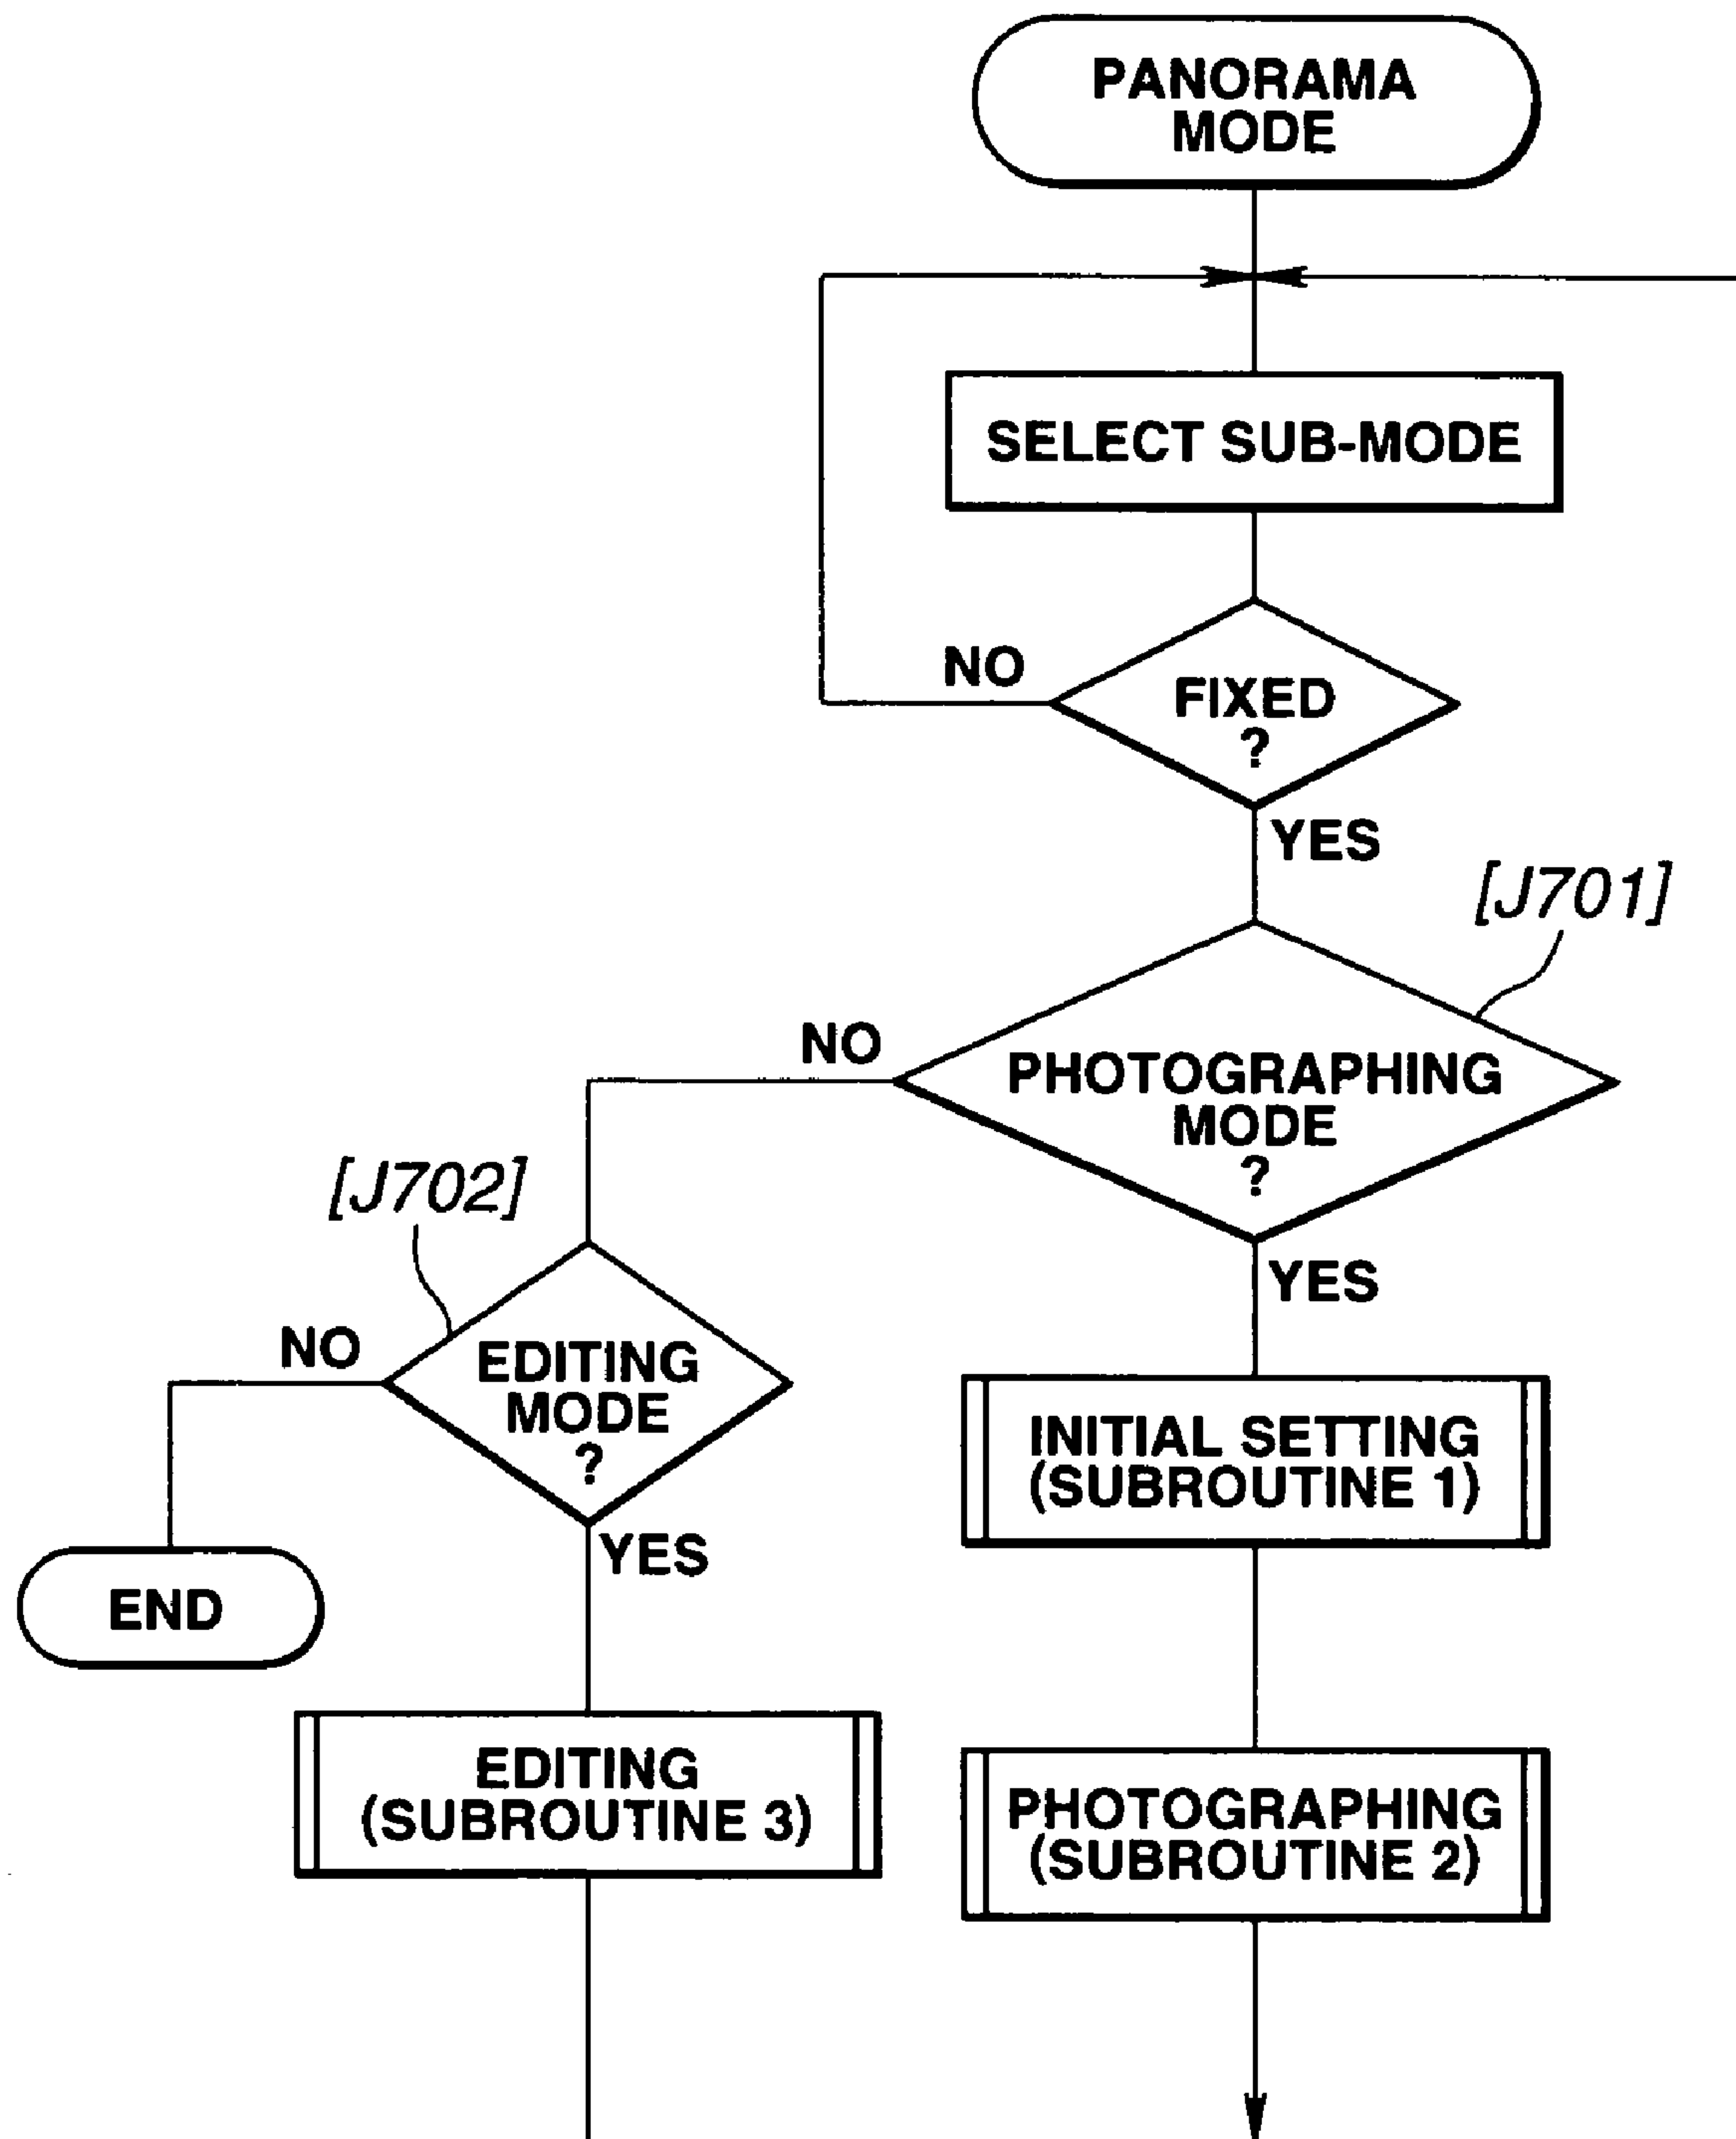 PANORAMA
MODE
SELECT SUB-MODE
NO
FIXED
?
YES
[J701]
NO
PHOTOGRAPHING
MODE
?
YES
[J702]
NO
EDITING
MODE
?
YES
INITIAL SETTING
(SUBROUTINE 1)
END
EDITING
(SUBROUTINE 3)
PHOTOGRAPHING
(SUBROUTINE 2)